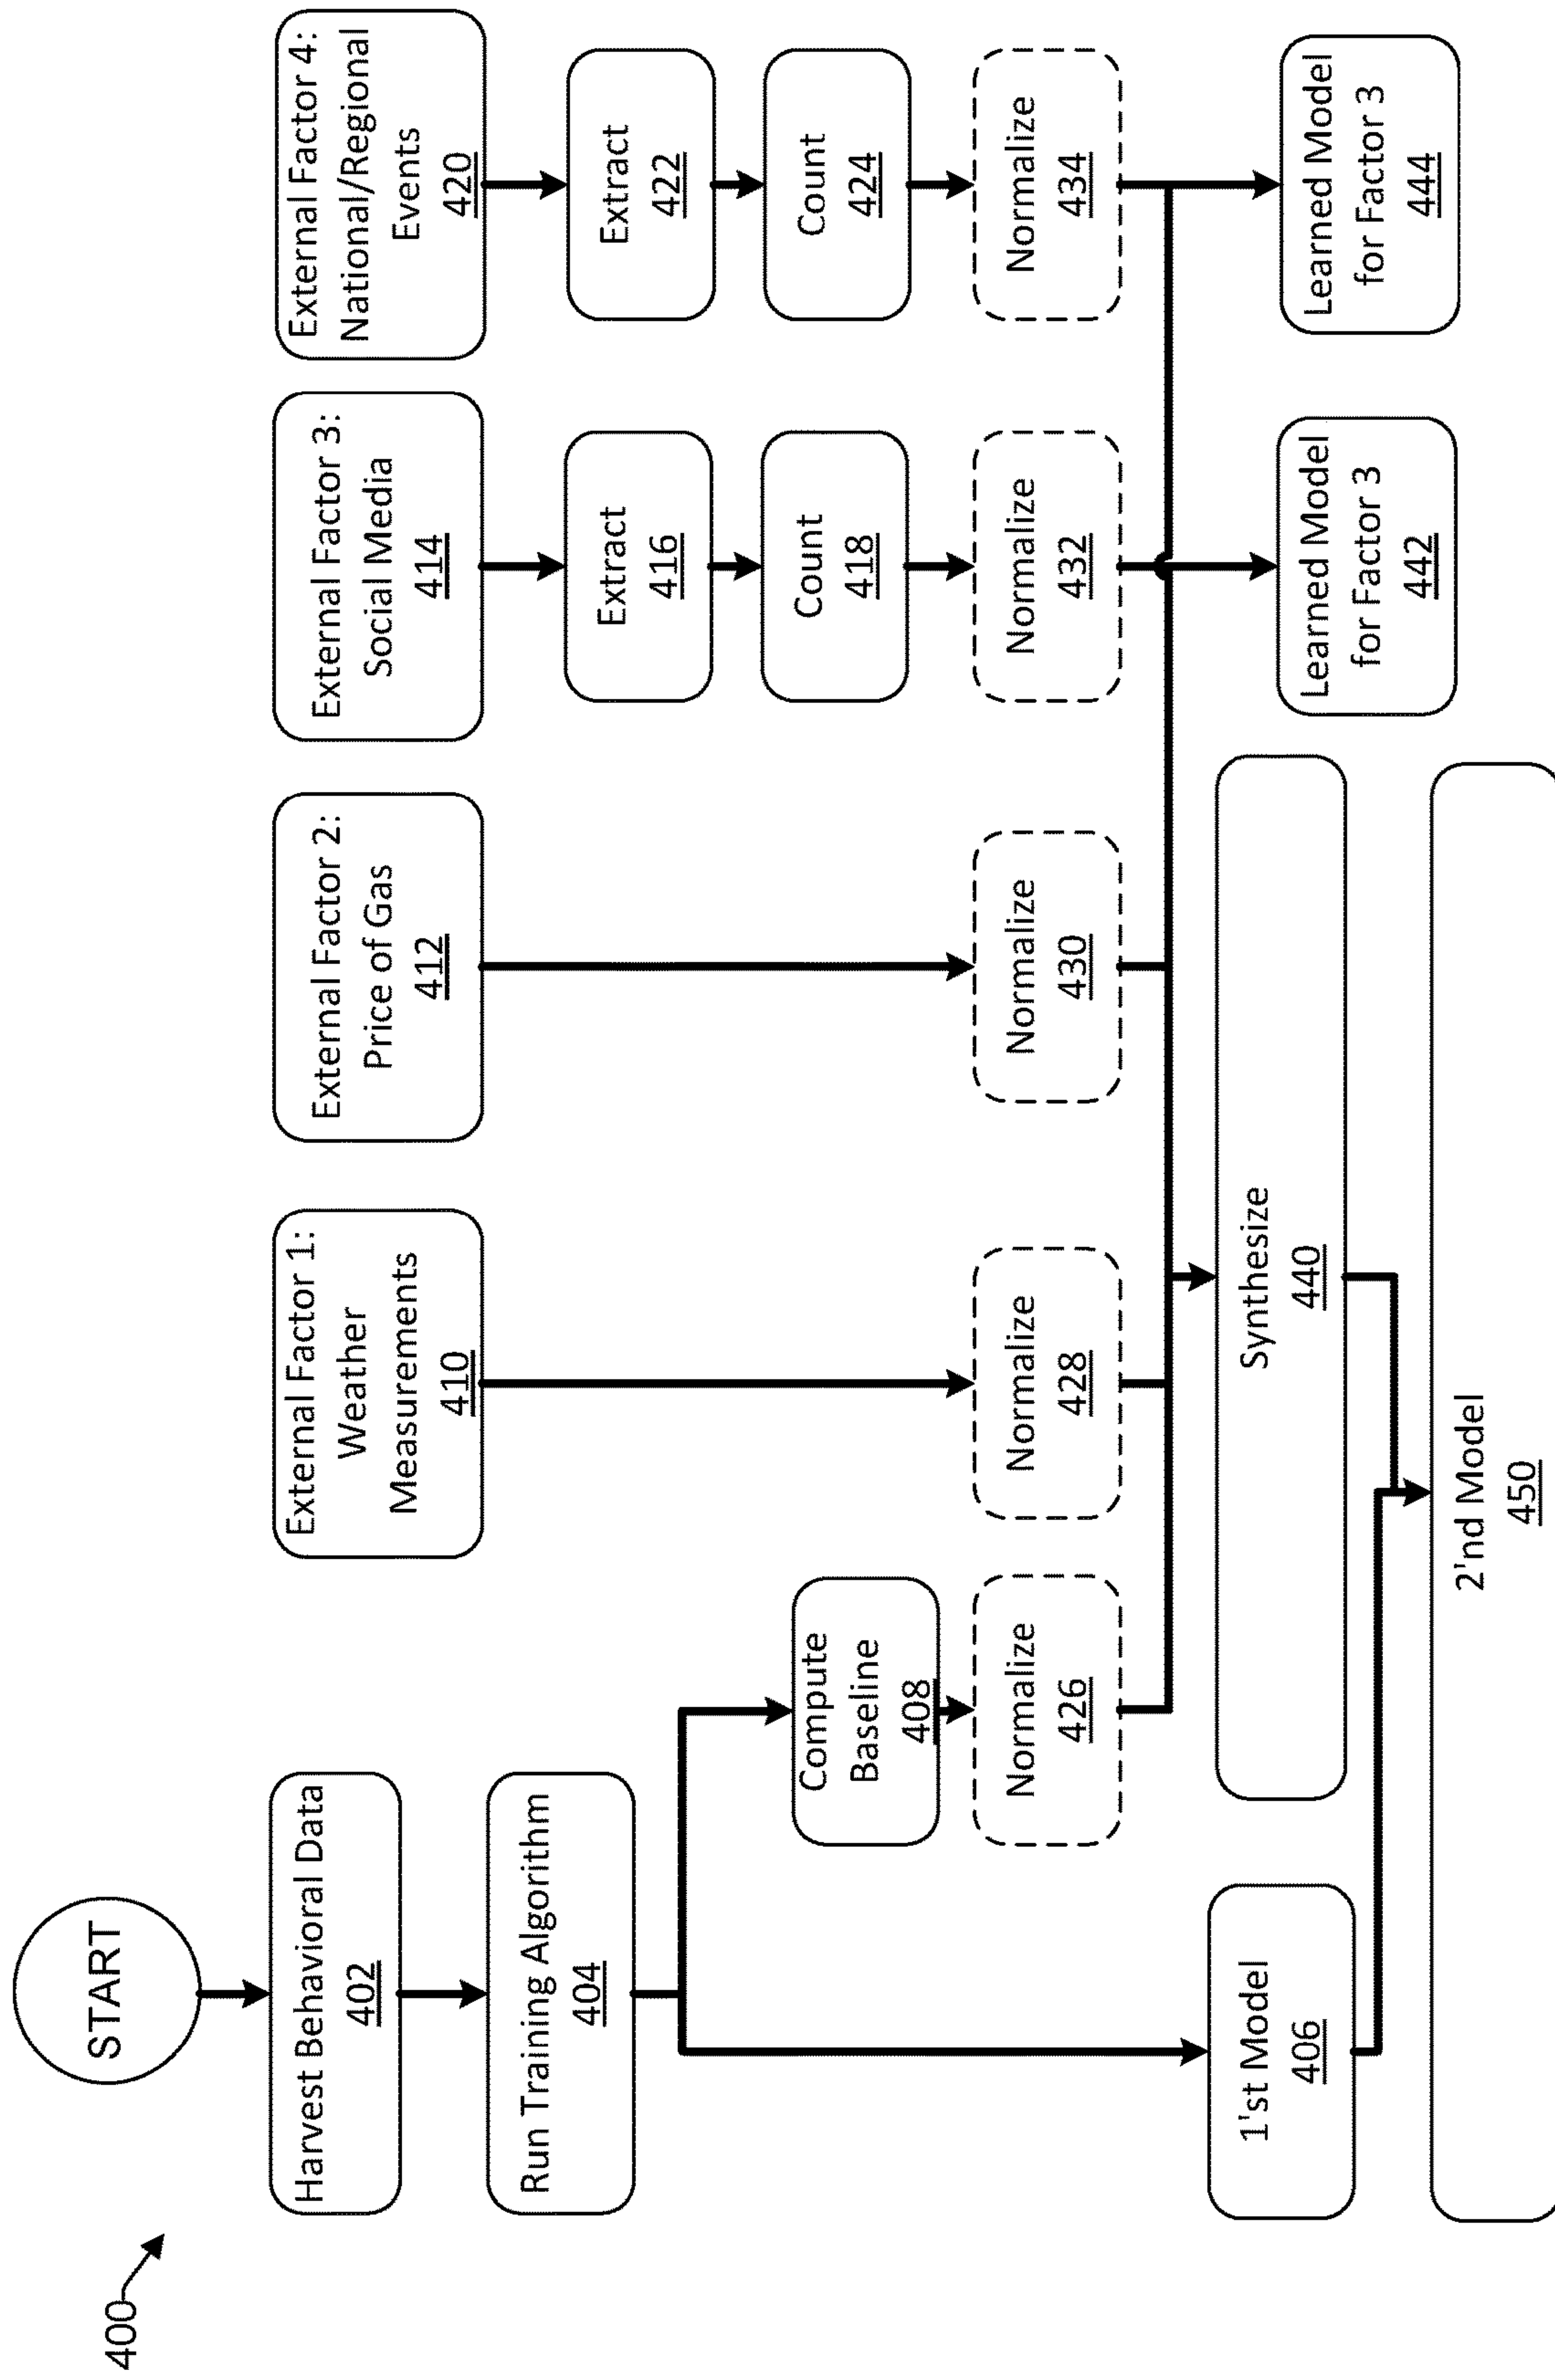 400
START
Harvest Behavioral Data
402
Run Training Algorithm
404
1'st Model
406
Compute
Baseline
408
Normalize
426
External Factor 1:
Weather
Measurements
410
Normalize
428
External Factor 2:
Price of Gas
412
Normalize
430
External Factor 3:
Social Media
414
Extract
416
Count
418
Normalize
432
Learned Model
for Factor 3
442
External Factor 4:
National/Regional
Events
420
Extract
422
Count
424
Normalize
434
Learned Model
for Factor 3
444
Synthesize
440
2'nd Model
450